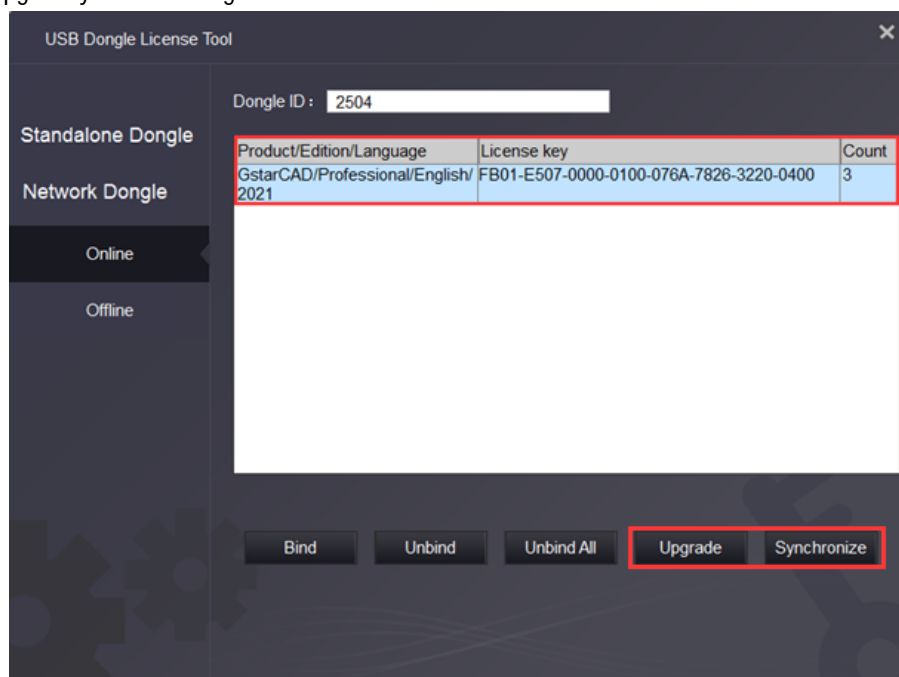 USB Dongle License Tool
Dongle ID : 2504
Standalone Dongle
Network Dongle
Online
Offline
Product/Edition/Language License key Count
GstarCAD/Professional/English/ FB01-E507-0000-0100-076A-7826-3220-0400 3
2021
Bind Unbind Unbind All Upgrade Synchronize